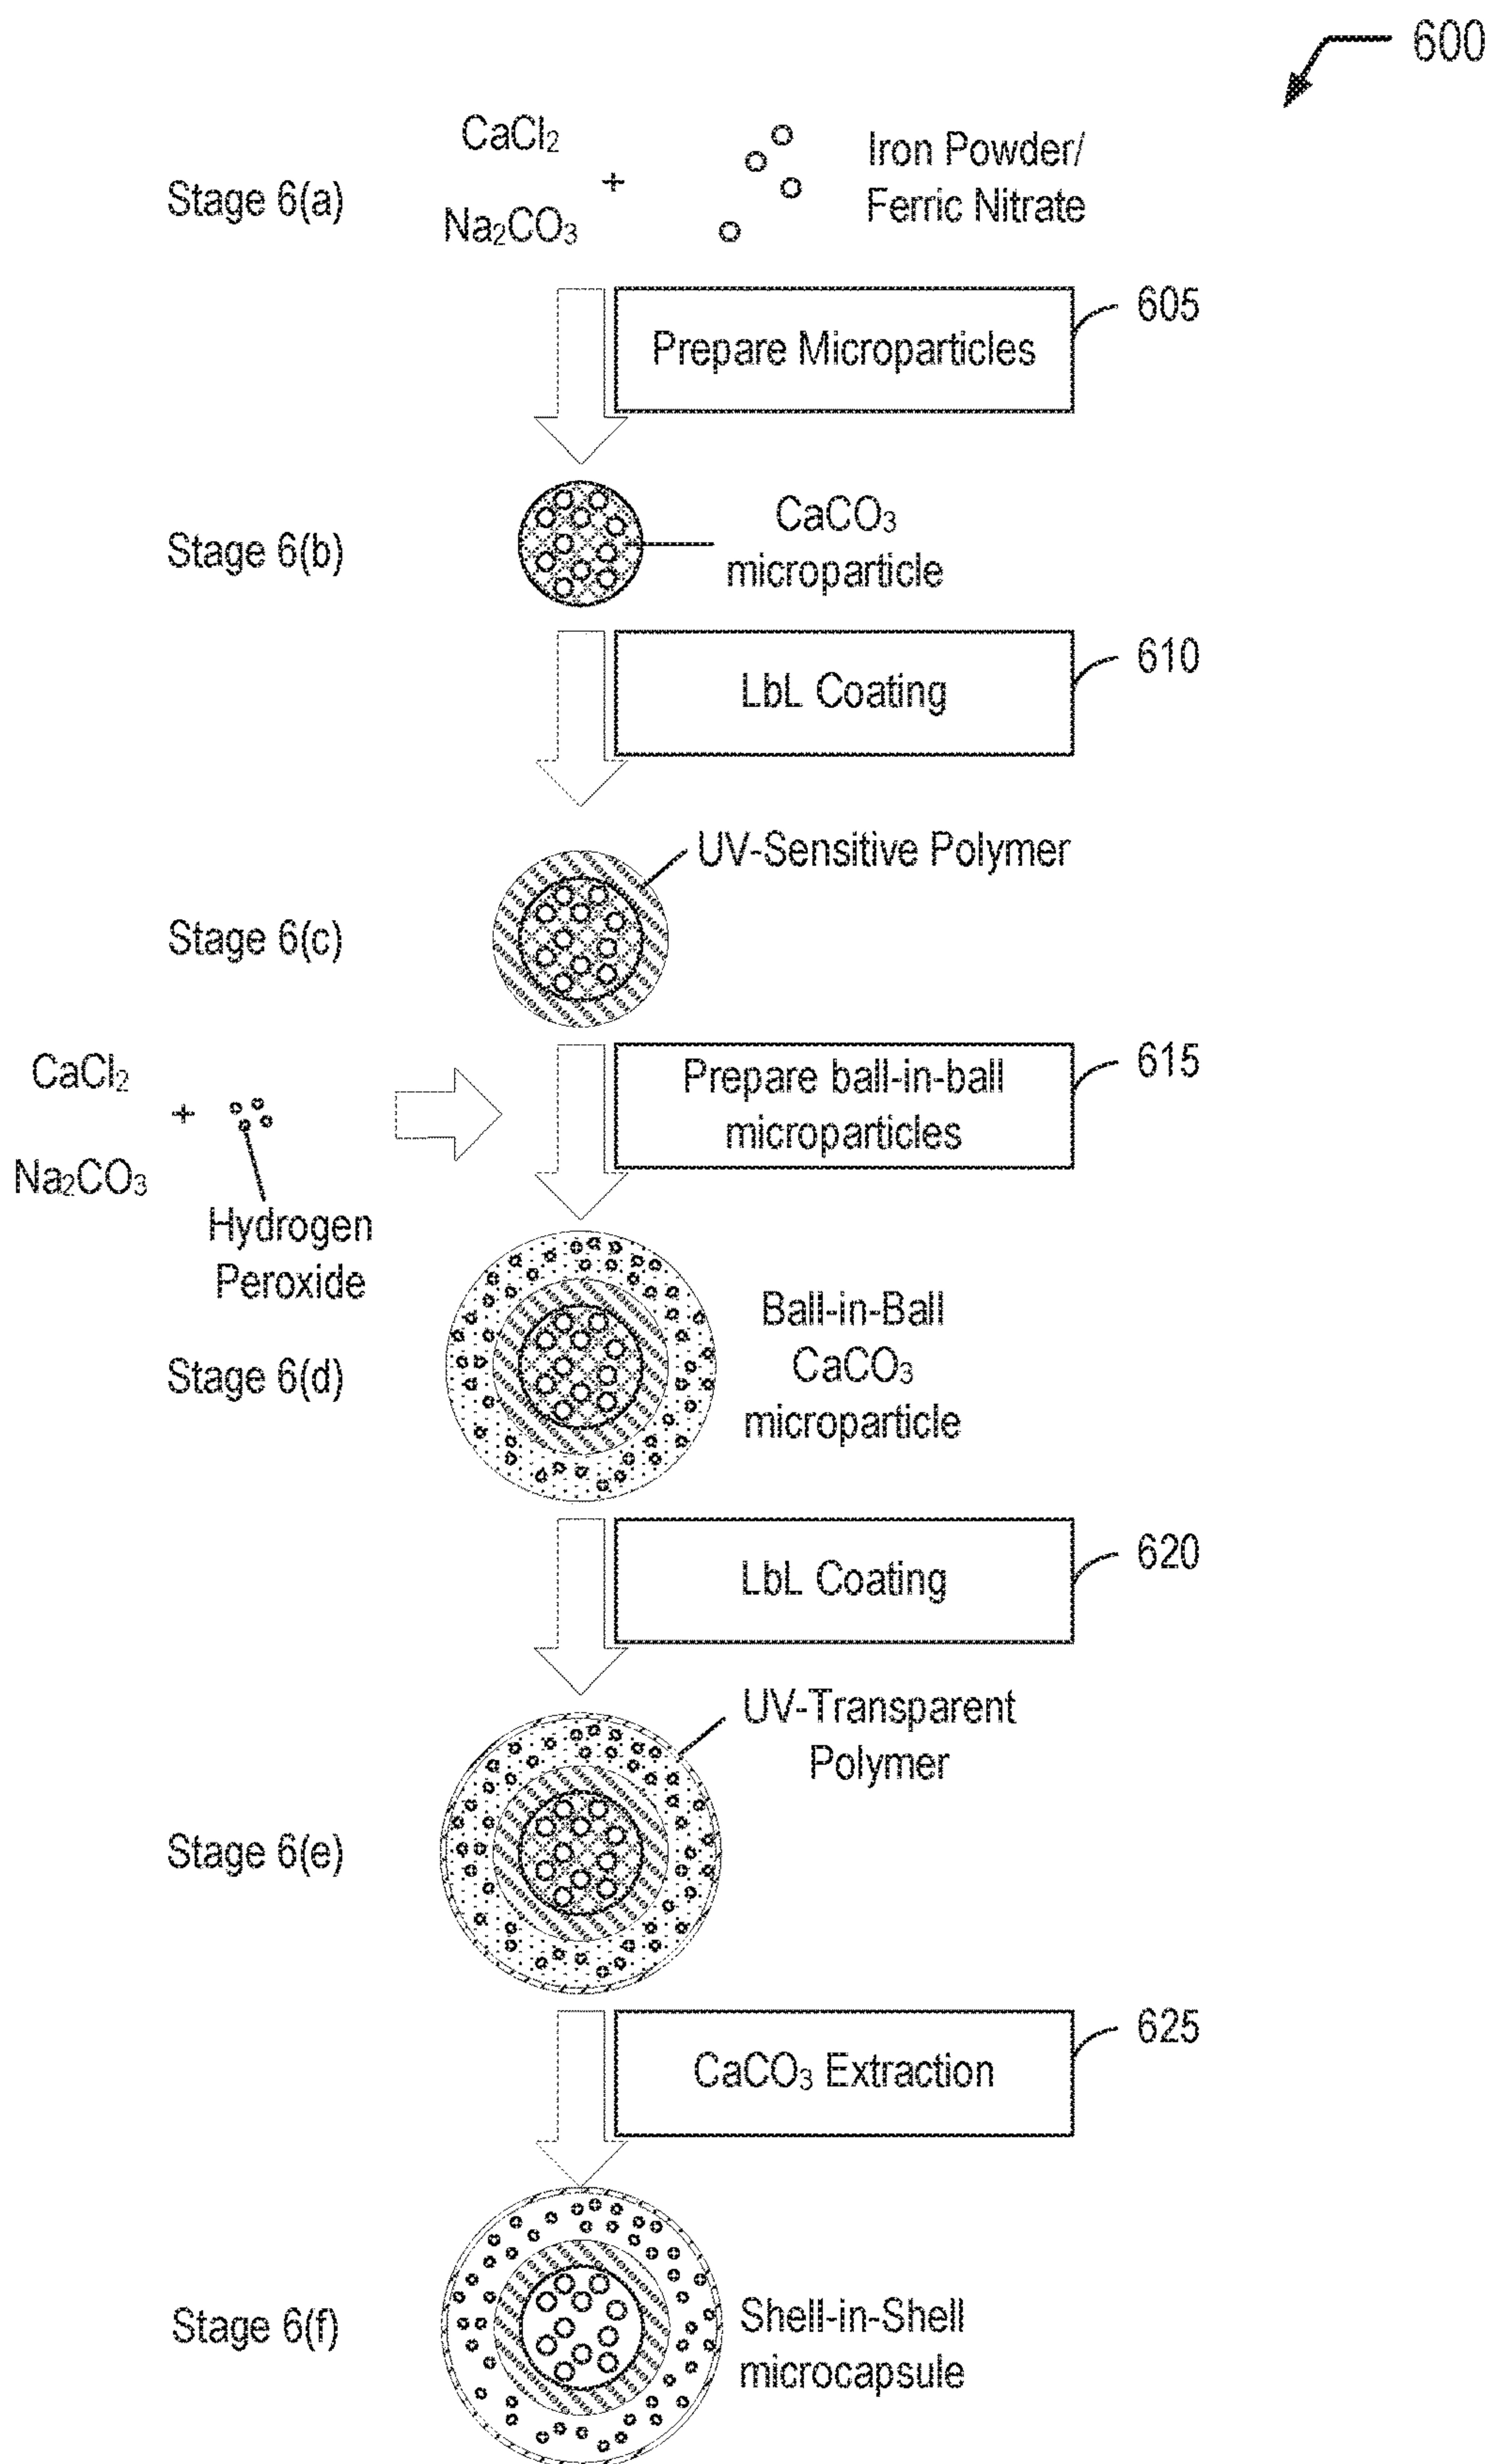 600
CaCl₂
Stage 6(a)
+
Na₂CO₃
Iron Powder/
Ferric Nitrate
Prepare Microparticles
605
Stage 6(b)
CaCO₃
microparticle
LbL Coating
610
UV-Sensitive Polymer
Stage 6(c)
CaCl₂
+
Na₂CO₃
Hydrogen
Peroxide
Prepare ball-in-ball
microparticles
615
Stage 6(d)
Ball-in-Ball
CaCO₃
microparticle
LbL Coating
620
UV-Transparent
Polymer
Stage 6(e)
CaCO₃ Extraction
625
Stage 6(f)
Shell-in-Shell
microcapsule